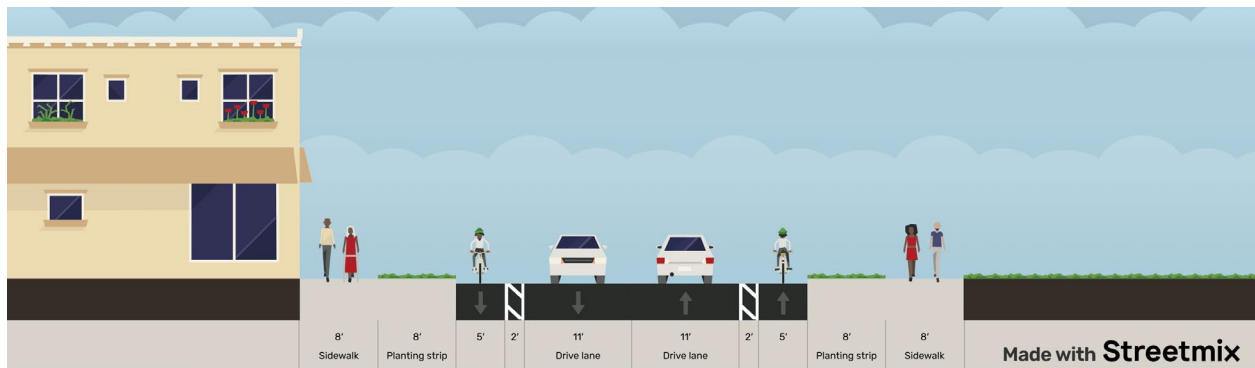 8' 8' 5' 2' 11' 11' 2' 5' 8' 8'
Sidewalk Planting strip Drive lane Drive lane Planting strip Sidewalk
Made with Streetmix